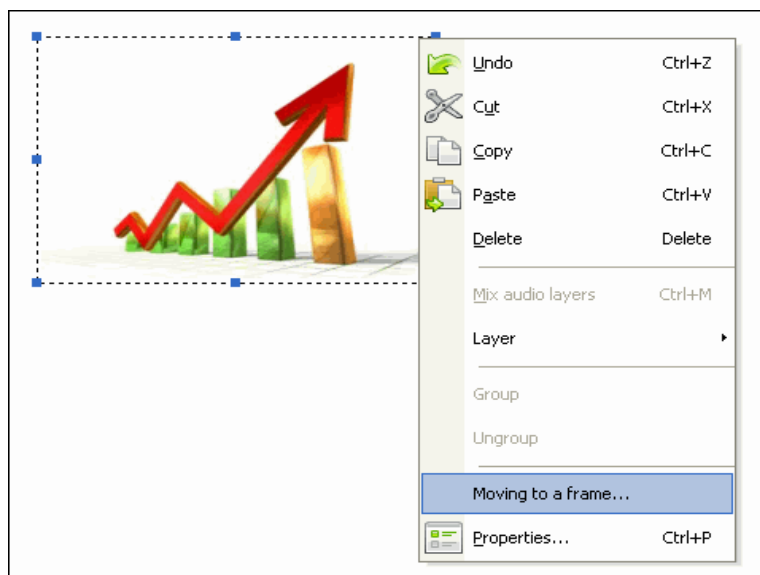 Undo Ctrl+Z
Cut Ctrl+X
Copy Ctrl+C
Paste Ctrl+V
Delete Delete
Mix audio layers Ctrl+M
Layer
Group
Ungroup
Moving to a frame...
Properties... Ctrl+P